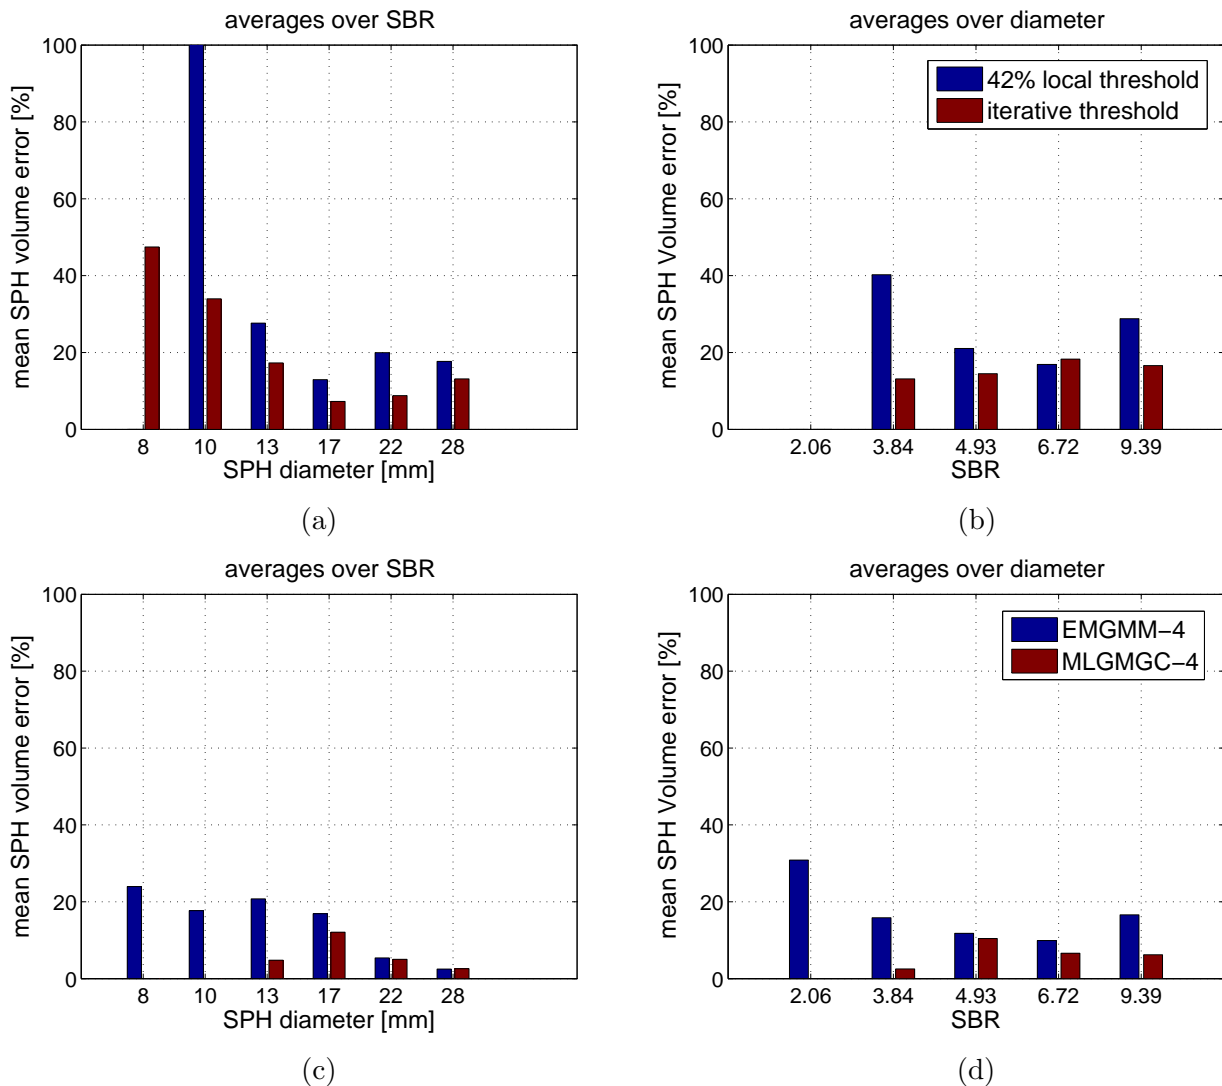 averages over SBR
mean SPH volume error [%]
100
80
60
40
20
0
8 10 13 17 22 28
SPH diameter [mm]
(a)
averages over diameter
mean SPH Volume error [%]
100
80
60
40
20
0
42% local threshold
iterative threshold
2.06 3.84 4.93 6.72 9.39
SBR
(b)
averages over SBR
mean SPH volume error [%]
100
80
60
40
20
0
8 10 13 17 22 28
SPH diameter [mm]
(c)
averages over diameter
mean SPH Volume error [%]
100
80
60
40
20
0
EMGMM−4
MLGMGC−4
2.06 3.84 4.93 6.72 9.39
SBR
(d)